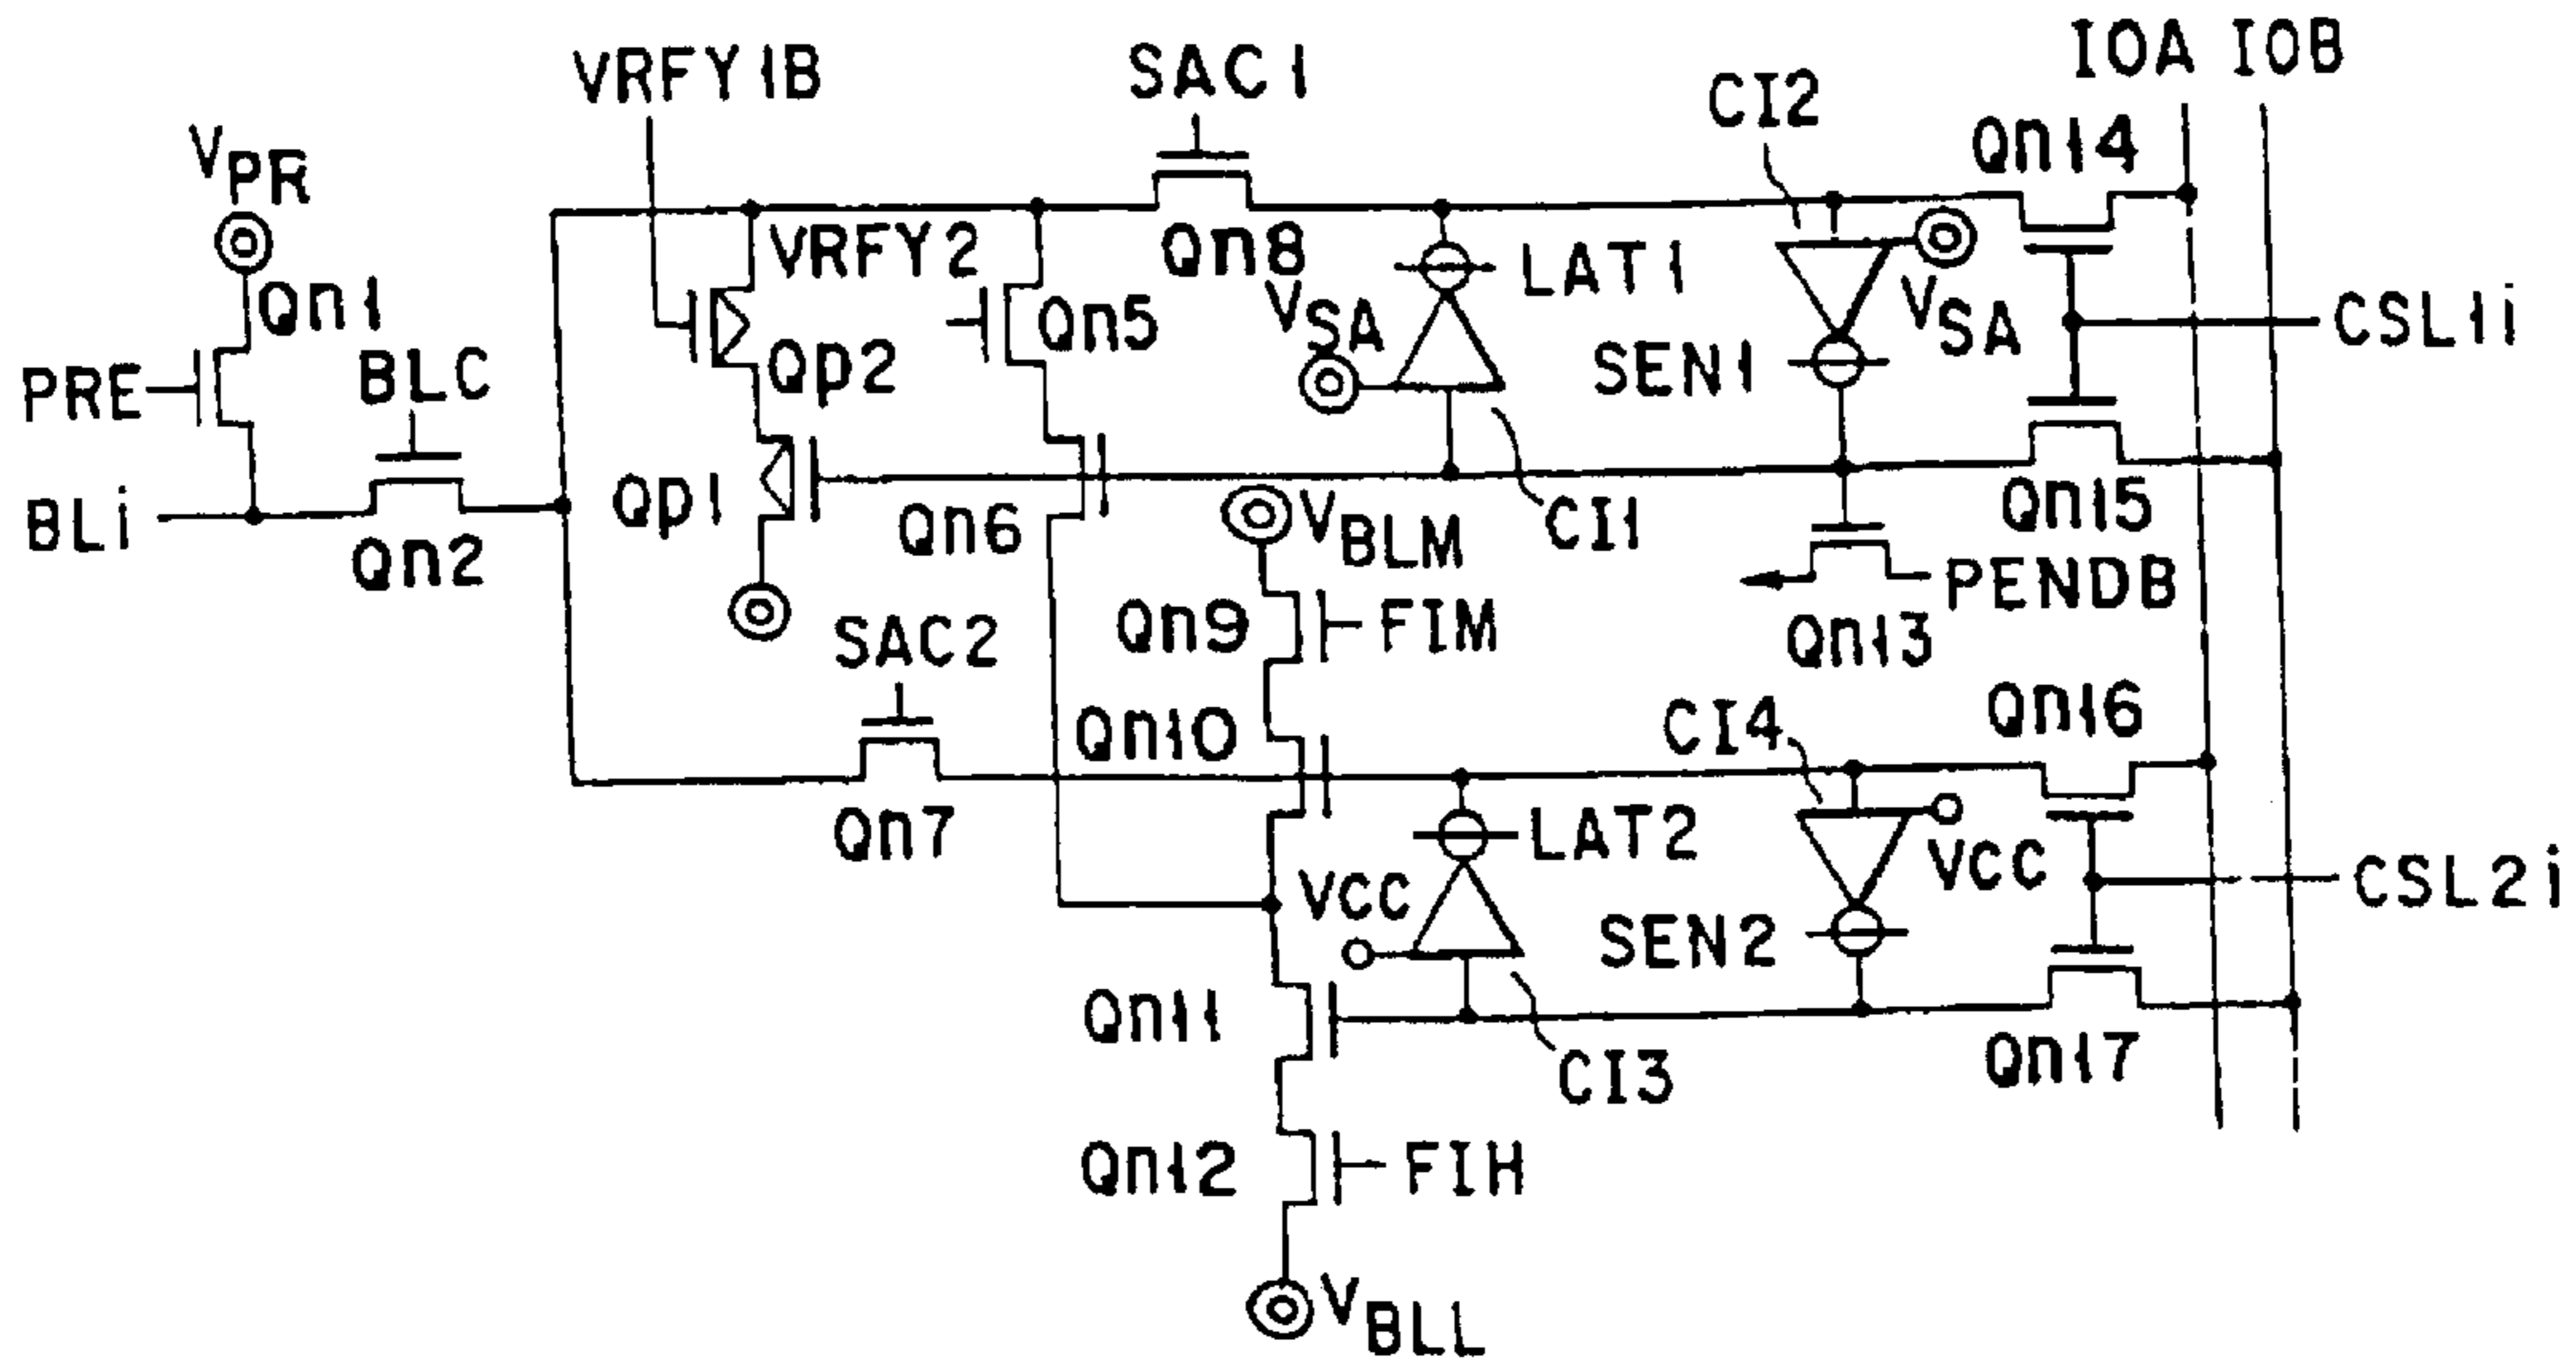 IOA IOB
VRFY1B
SAC1
CI2
Qn14
VPR
VRFY2
Qn8
LAT1
VSA
VSA
Qn1
Qn5
CSL1i
PRE
BLC
Qp2
SEN1
BLi
Qn2
Qp1
Qn6
VBLM
CI1
Qn15
PENDB
Qn9
FIM
Qn13
SAC2
Qn10
CI4
Qn16
Qn7
LAT2
VCC
VCC
CSL2i
SEN2
Qn11
CI3
Qn17
Qn12
FIH
VBLL